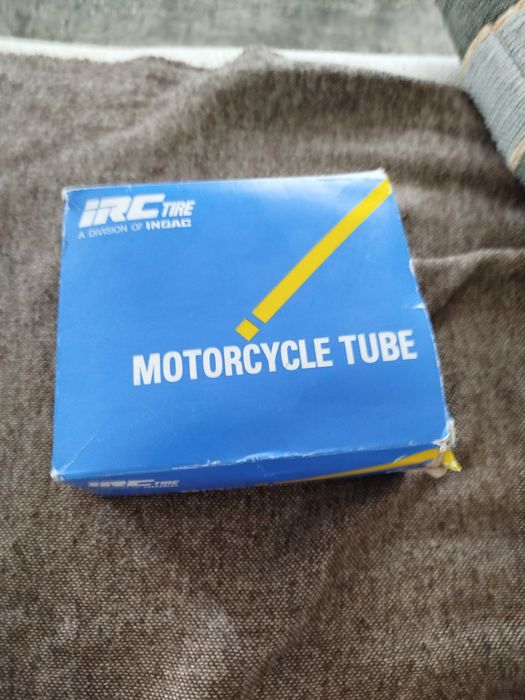 IRC TIRE
A DIVISION OF INOAC
MOTORCYCLE TUBE
IRC TIRE